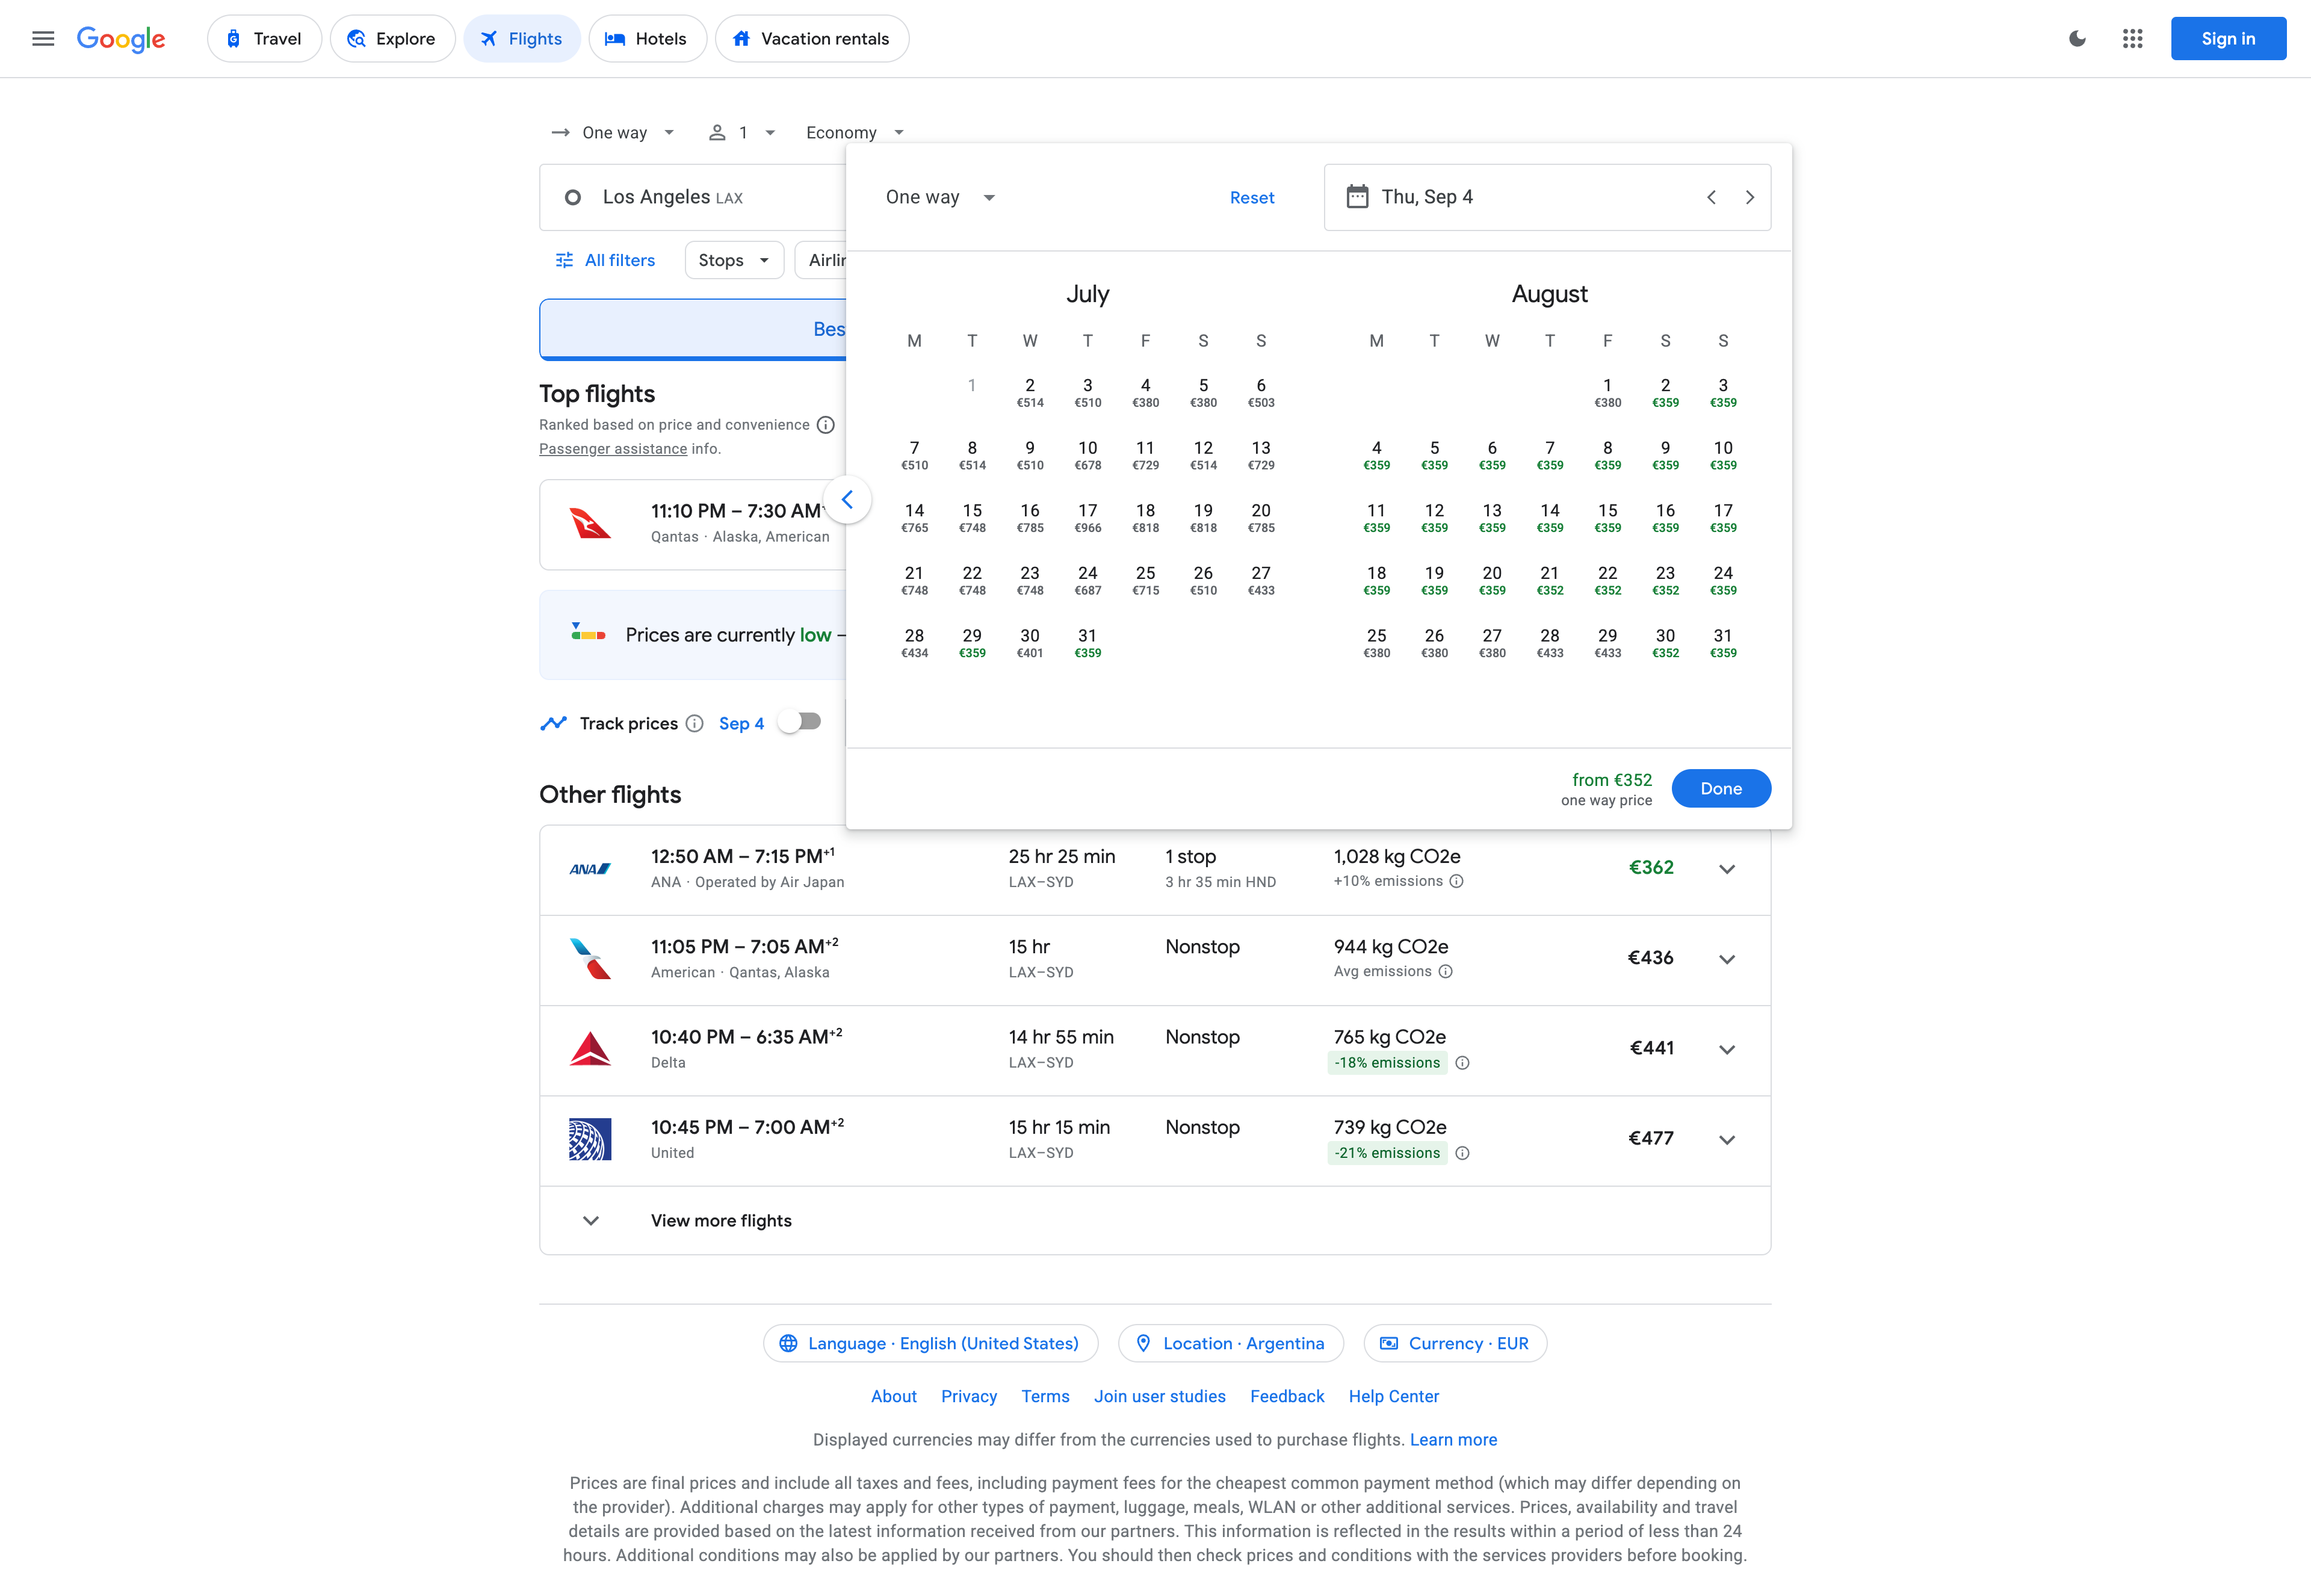 Google
Travel
Explore
Flights
Hotels
Vacation rentals
Sign in
One way
1
Economy
Los Angeles LAX
One way
Reset
Thu, Sep 4
All filters
Stops
July
August
M T W T F S S
M T W T F S S
1 2 3 4 5 6
€514 €510 €380 €380 €503
7 8 9 10 11 12 13
€510 €514 €510 €678 €729 €514 €729
14 15 16 17 18 19 20
€765 €748 €785 €966 €818 €818 €785
21 22 23 24 25 26 27
€748 €748 €748 €687 €715 €510 €433
28 29 30 31
€434 €359 €401 €359
1 2 3
€380 €359 €359
4 5 6 7 8 9 10
€359 €359 €359 €359 €359 €359 €359
11 12 13 14 15 16 17
€359 €359 €359 €359 €359 €359 €359
18 19 20 21 22 23 24
€359 €359 €359 €352 €352 €352 €359
25 26 27 28 29 30 31
€380 €380 €380 €433 €433 €352 €359
from €352
one way price
Done
Top flights
Ranked based on price and convenience
Passenger assistance info.
11:10 PM – 7:30 AM
Qantas · Alaska, American
Prices are currently low –
Track prices
Sep 4
Other flights
ANA
12:50 AM – 7:15 PM+1
ANA · Operated by Air Japan
25 hr 25 min
LAX–SYD
1 stop
3 hr 35 min HND
1,028 kg CO2e
+10% emissions
€362
11:05 PM – 7:05 AM+2
American · Qantas, Alaska
15 hr
LAX–SYD
Nonstop
944 kg CO2e
Avg emissions
€436
10:40 PM – 6:35 AM+2
Delta
14 hr 55 min
LAX–SYD
Nonstop
765 kg CO2e
-18% emissions
€441
10:45 PM – 7:00 AM+2
United
15 hr 15 min
LAX–SYD
Nonstop
739 kg CO2e
-21% emissions
€477
View more flights
Language · English (United States)
Location · Argentina
Currency · EUR
About
Privacy
Terms
Join user studies
Feedback
Help Center
Displayed currencies may differ from the currencies used to purchase flights. Learn more
Prices are final prices and include all taxes and fees, including payment fees for the cheapest common payment method (which may differ depending on
the provider). Additional charges may apply for other types of payment, luggage, meals, WLAN or other additional services. Prices, availability and travel
details are provided based on the latest information received from our partners. This information is reflected in the results within a period of less than 24
hours. Additional conditions may also be applied by our partners. You should then check prices and conditions with the services providers before booking.